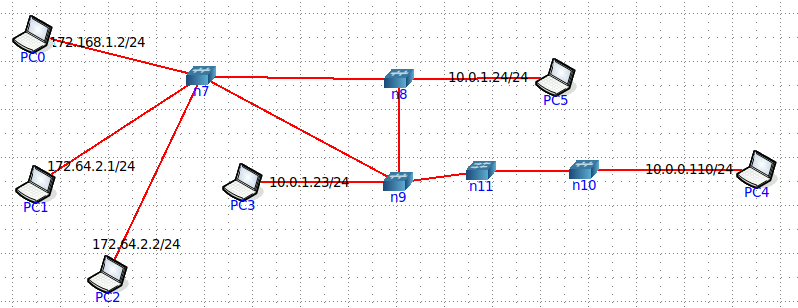 172.168.1.2/24
PC0
n7
n8
10.0.1.24/24
PC5
172.64.2.1/24
PC1
PC3
10.0.1.23/24
n9
n11
n10
10.0.0.110/24
PC4
172.64.2.2/24
PC2